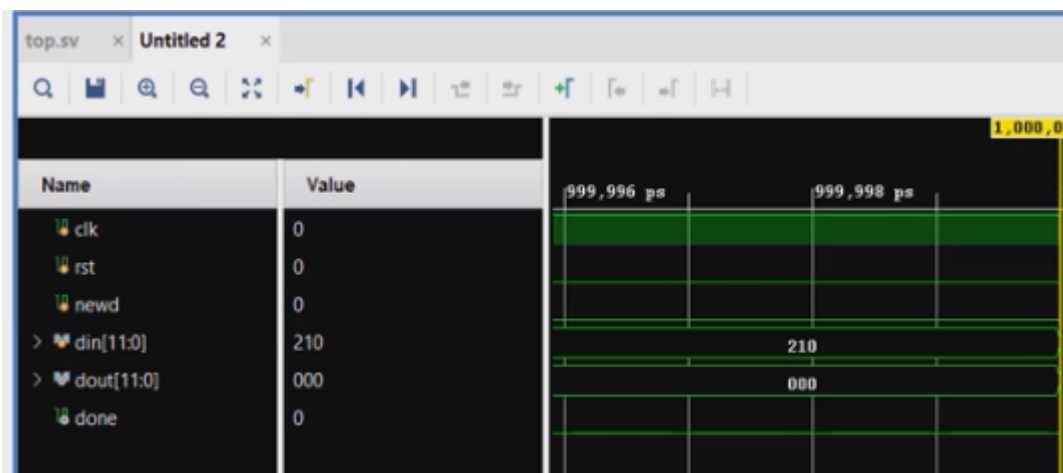 top.sv × Untitled 2 ×
1,000,0
Name Value
999,996 ps 999,998 ps
clk 0
rst 0
newd 0
din[11:0] 210 210
dout[11:0] 000 000
done 0